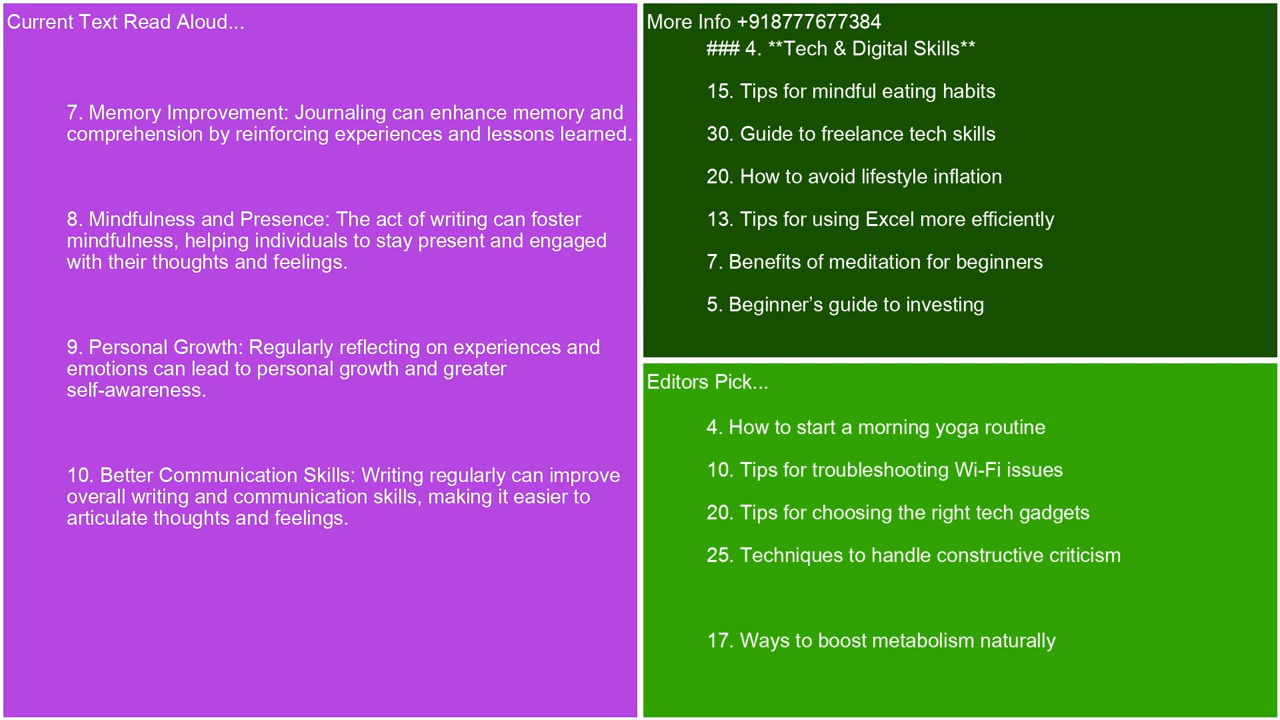 Current Text Read Aloud...
7. Memory Improvement: Journaling can enhance memory and
comprehension by reinforcing experiences and lessons learned.
8. Mindfulness and Presence: The act of writing can foster
mindfulness, helping individuals to stay present and engaged
with their thoughts and feelings.
9. Personal Growth: Regularly reflecting on experiences and
emotions can lead to personal growth and greater
self-awareness.
10. Better Communication Skills: Writing regularly can improve
overall writing and communication skills, making it easier to
articulate thoughts and feelings.
More Info +918777677384
### 4. **Tech & Digital Skills**
15. Tips for mindful eating habits
30. Guide to freelance tech skills
20. How to avoid lifestyle inflation
13. Tips for using Excel more efficiently
7. Benefits of meditation for beginners
5. Beginner’s guide to investing
Editors Pick...
4. How to start a morning yoga routine
10. Tips for troubleshooting Wi-Fi issues
20. Tips for choosing the right tech gadgets
25. Techniques to handle constructive criticism
17. Ways to boost metabolism naturally